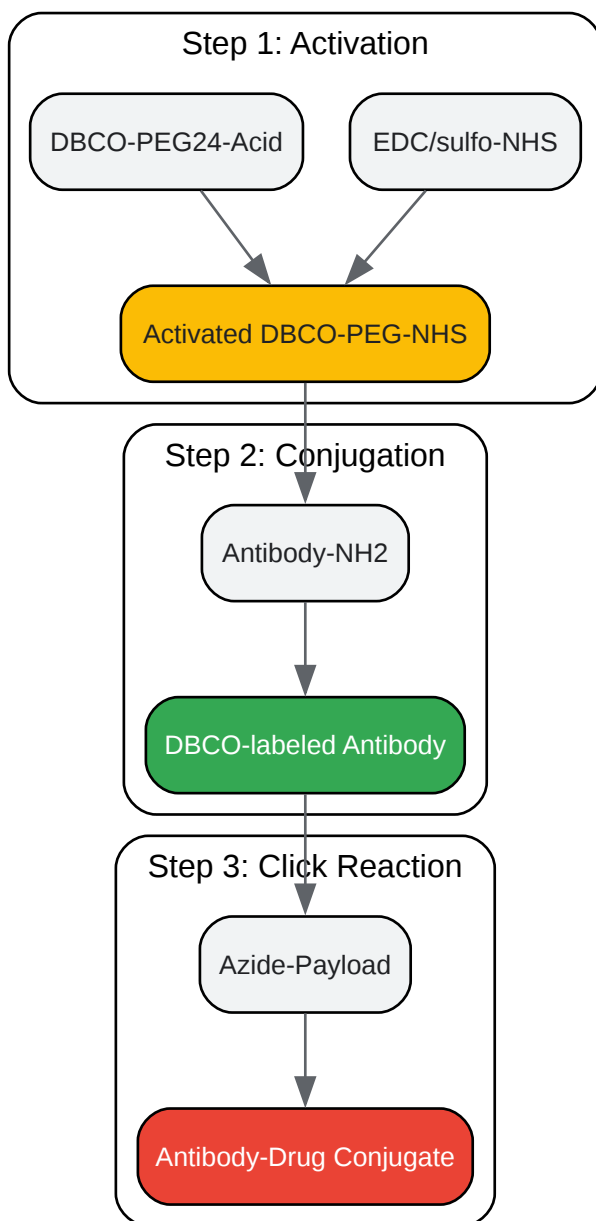 Step 1: Activation
DBCO-PEG24-Acid
EDC/sulfo-NHS
Activated DBCO-PEG-NHS
Step 2: Conjugation
Antibody-NH2
DBCO-labeled Antibody
Step 3: Click Reaction
Azide-Payload
Antibody-Drug Conjugate